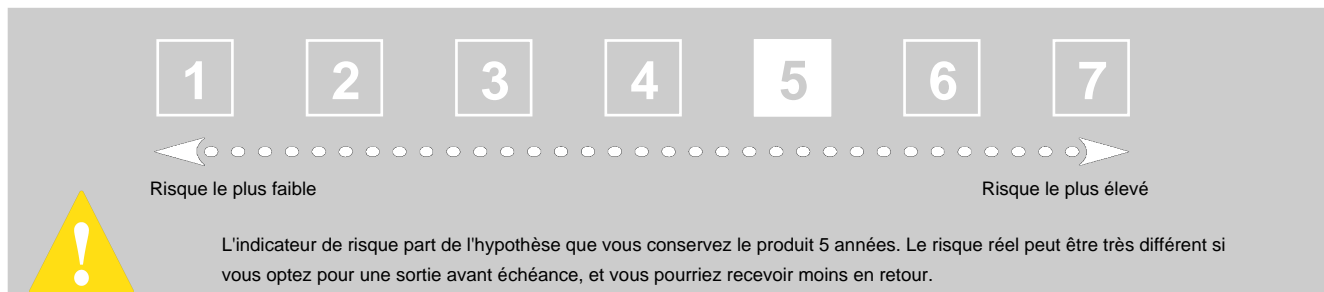 1 2 3 4 5 6 7
Risque le plus faible Risque le plus élevé
!
L'indicateur de risque part de l'hypothèse que vous conservez le produit 5 années. Le risque réel peut être très différent si
vous optez pour une sortie avant échéance, et vous pourriez recevoir moins en retour.